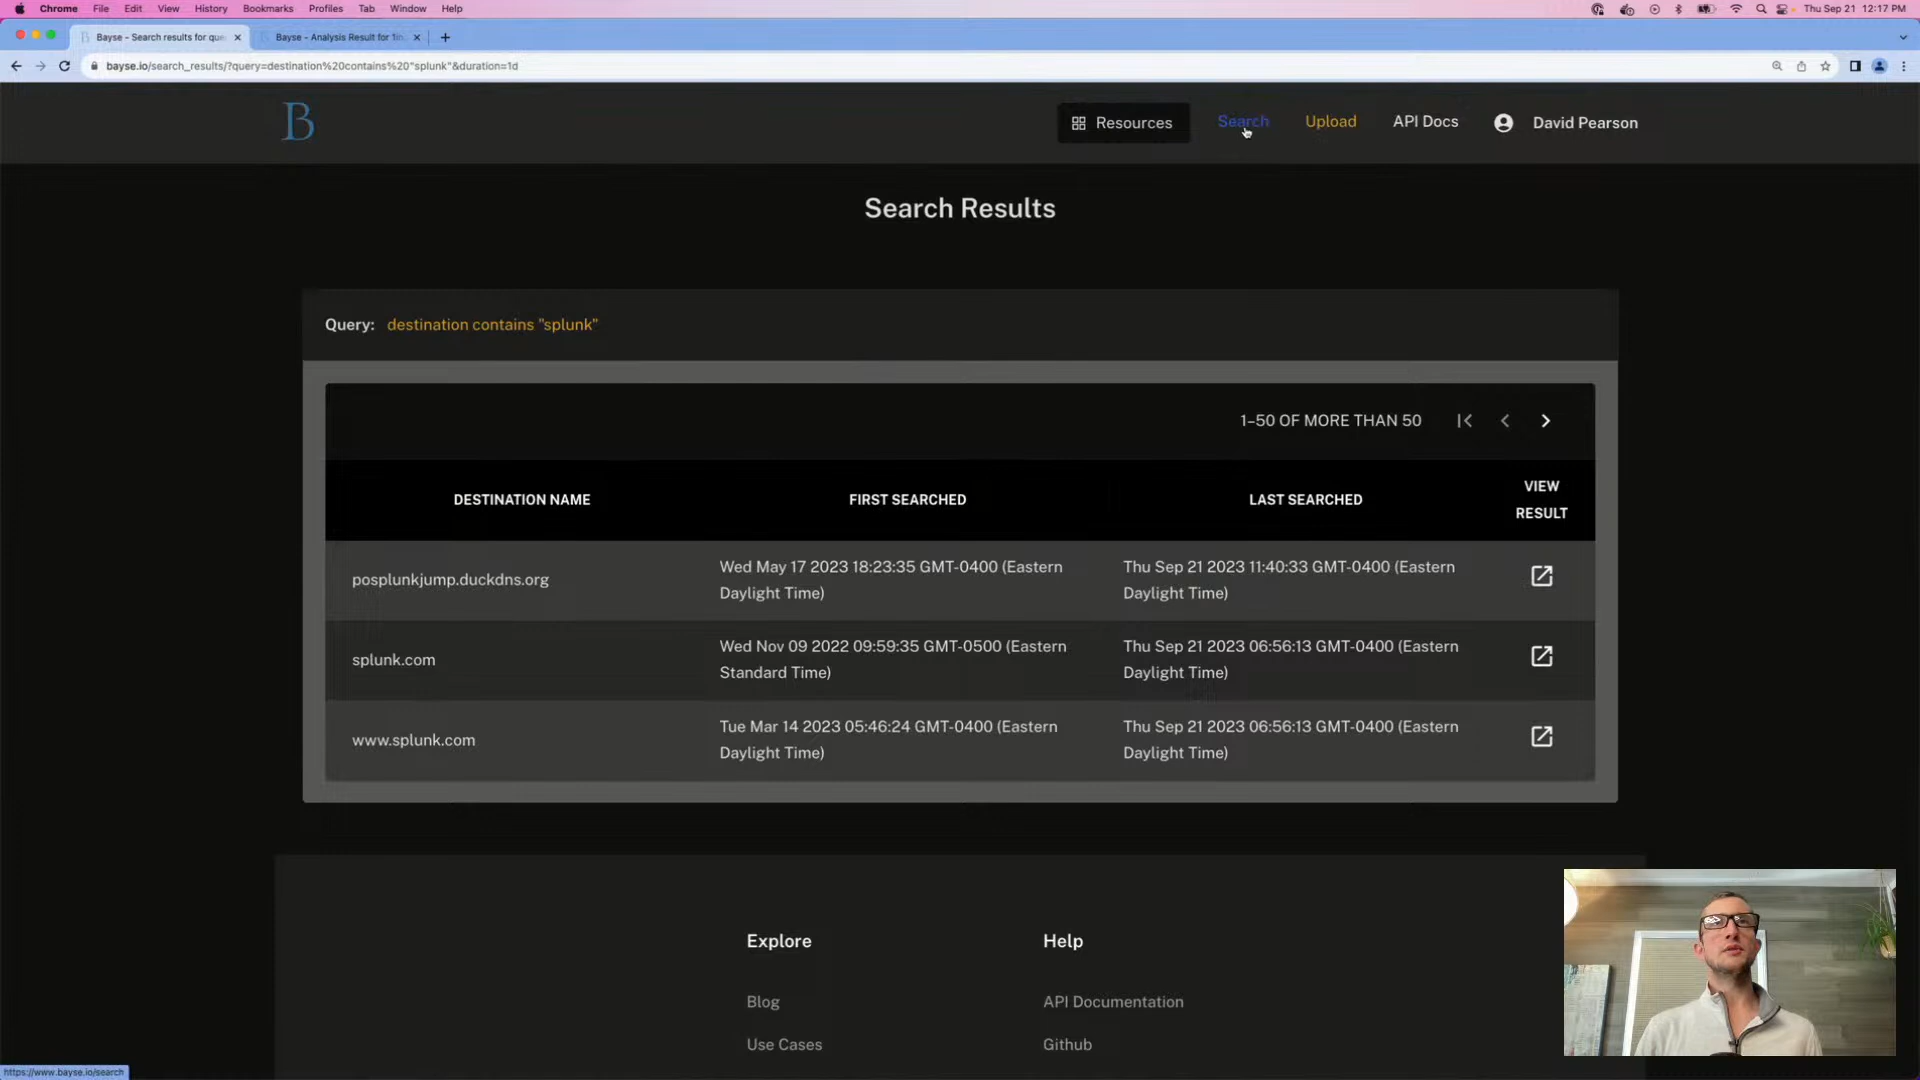 Chrome File Edit View History Bookmarks Profiles Tab Window Help Thu Sep 21 12:17 PM
Bayse - Search results for que Bayse - Analysis Result for 'lin
bayse.io/search_results/?query=destination%20contains%20"splunk"&duration=1d
B Resources Search Upload API Docs David Pearson
Search Results
Query: destination contains "splunk"
1–50 OF MORE THAN 50
DESTINATION NAME FIRST SEARCHED LAST SEARCHED VIEW
RESULT
posplunkjump.duckdns.org Wed May 17 2023 18:23:35 GMT-0400 (Eastern Thu Sep 21 2023 11:40:33 GMT-0400 (Eastern
Daylight Time) Daylight Time)
splunk.com Wed Nov 09 2022 09:59:35 GMT-0500 (Eastern Thu Sep 21 2023 06:56:13 GMT-0400 (Eastern
Standard Time) Daylight Time)
www.splunk.com Tue Mar 14 2023 05:46:24 GMT-0400 (Eastern Thu Sep 21 2023 06:56:13 GMT-0400 (Eastern
Daylight Time) Daylight Time)
Explore Help
Blog API Documentation
Use Cases Github
https://www.bayse.io/search